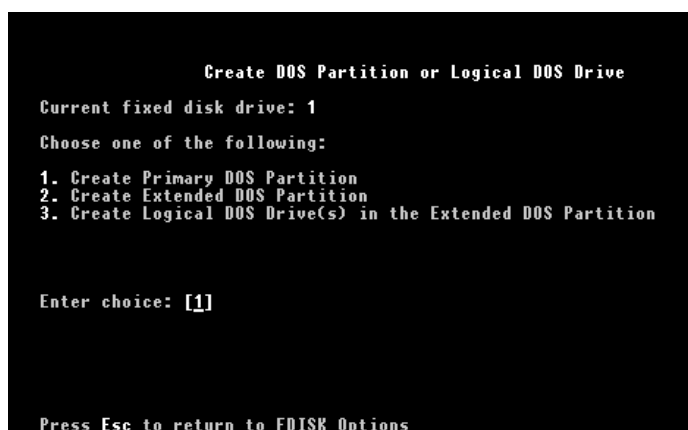 Create DOS Partition or Logical DOS Drive
Current fixed disk drive: 1
Choose one of the following:
1. Create Primary DOS Partition
2. Create Extended DOS Partition
3. Create Logical DOS Drive(s) in the Extended DOS Partition
Enter choice: [1]
Press Esc to return to FDISK Options